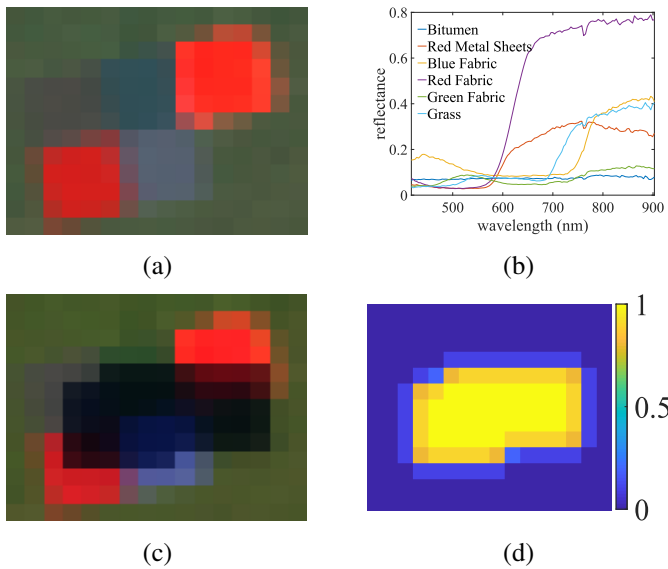 0.8
Bitumen
Red Metal Sheets
0.6
Blue Fabric
Red Fabric
reflectance
Green Fabric
0.4
Grass
0.2
0
500 600 700 800 900
wavelength (nm)
(a)
(b)
1
0.5
0
(c)
(d)